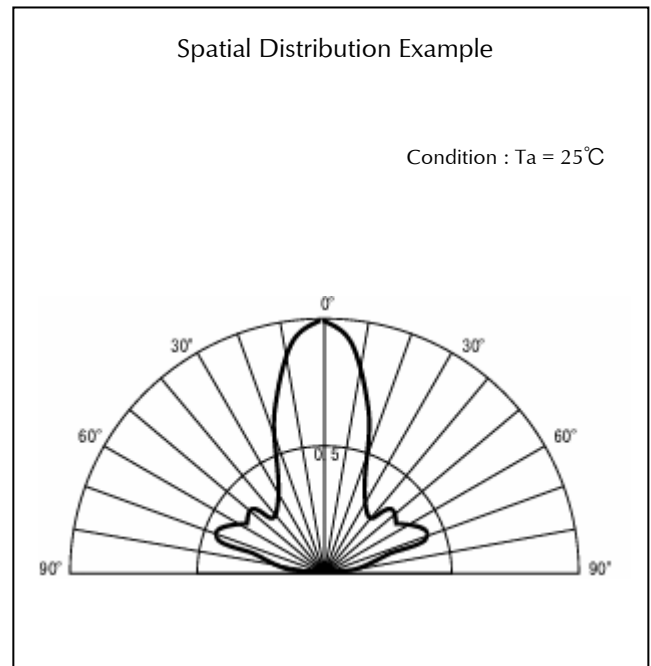 Spatial Distribution Example
Condition : Ta = 25℃
0°
30° 30°
60° 60°
0.5
90° 90°